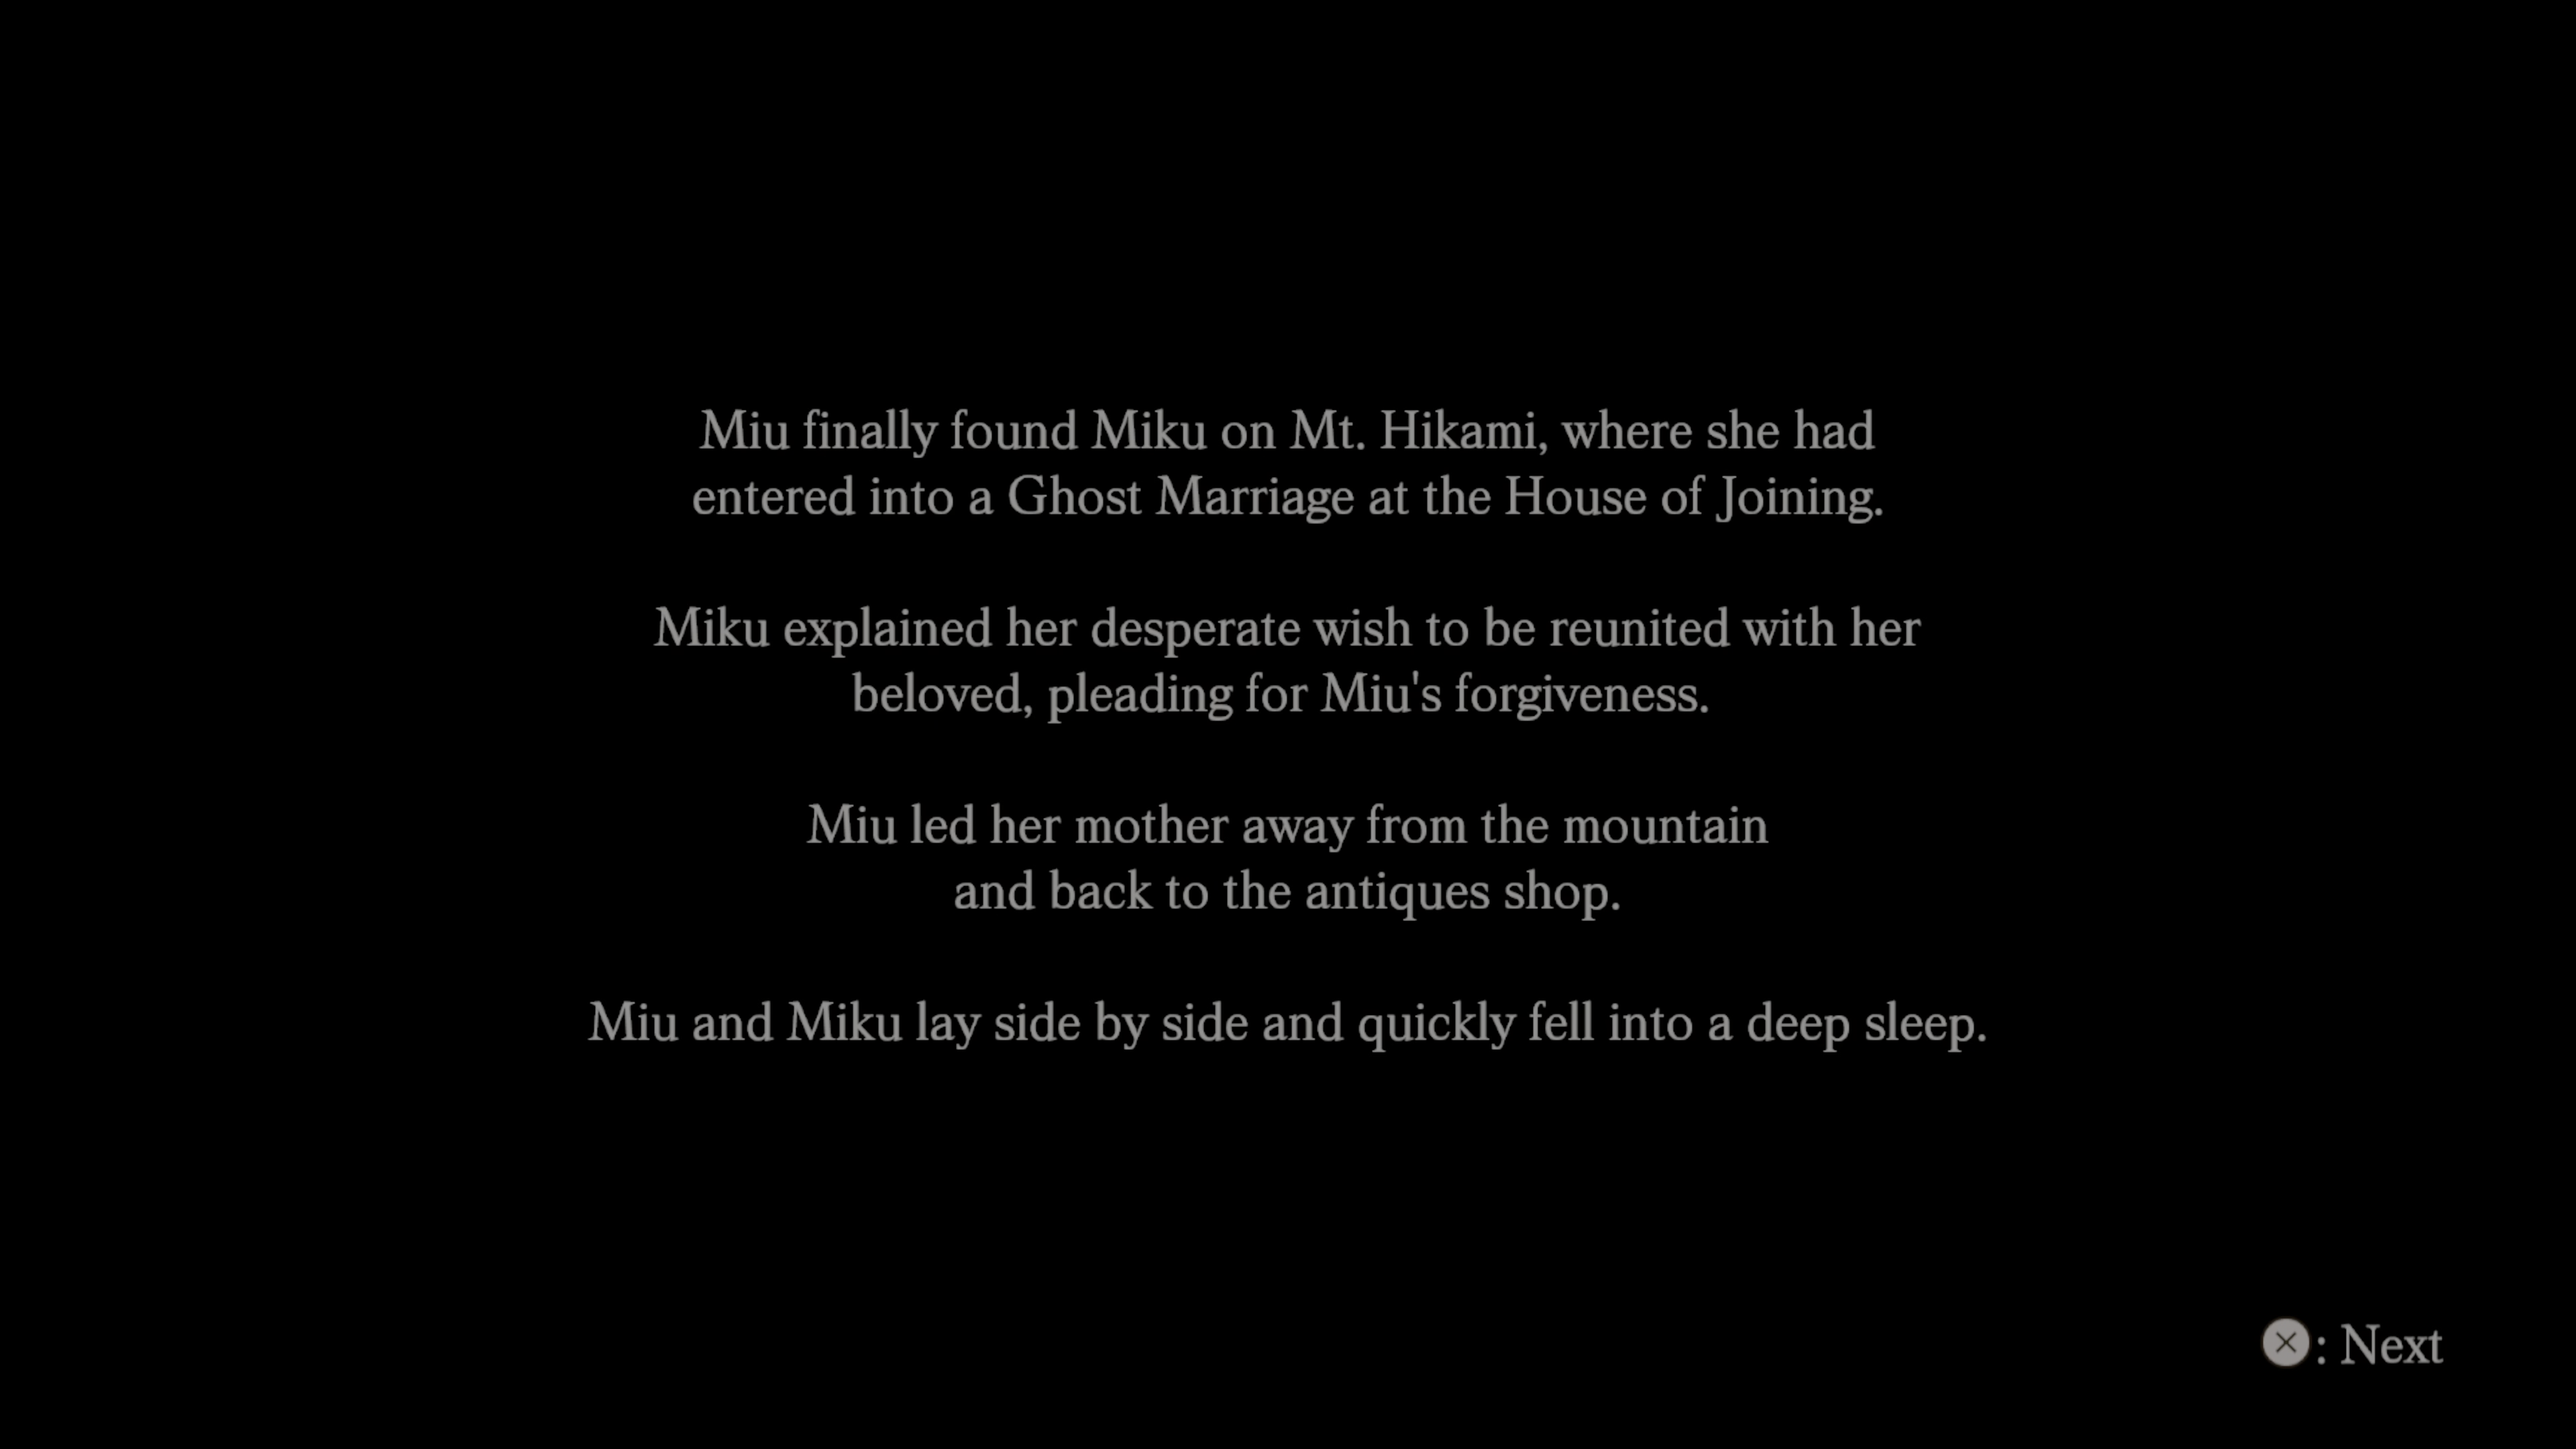 Miu finally found Miku on Mt. Hikami, where she had
entered into a Ghost Marriage at the House of Joining.
Miku explained her desperate wish to be reunited with her
beloved, pleading for Miu's forgiveness.
Miu led her mother away from the mountain
and back to the antiques shop.
Miu and Miku lay side by side and quickly fell into a deep sleep.
: Next